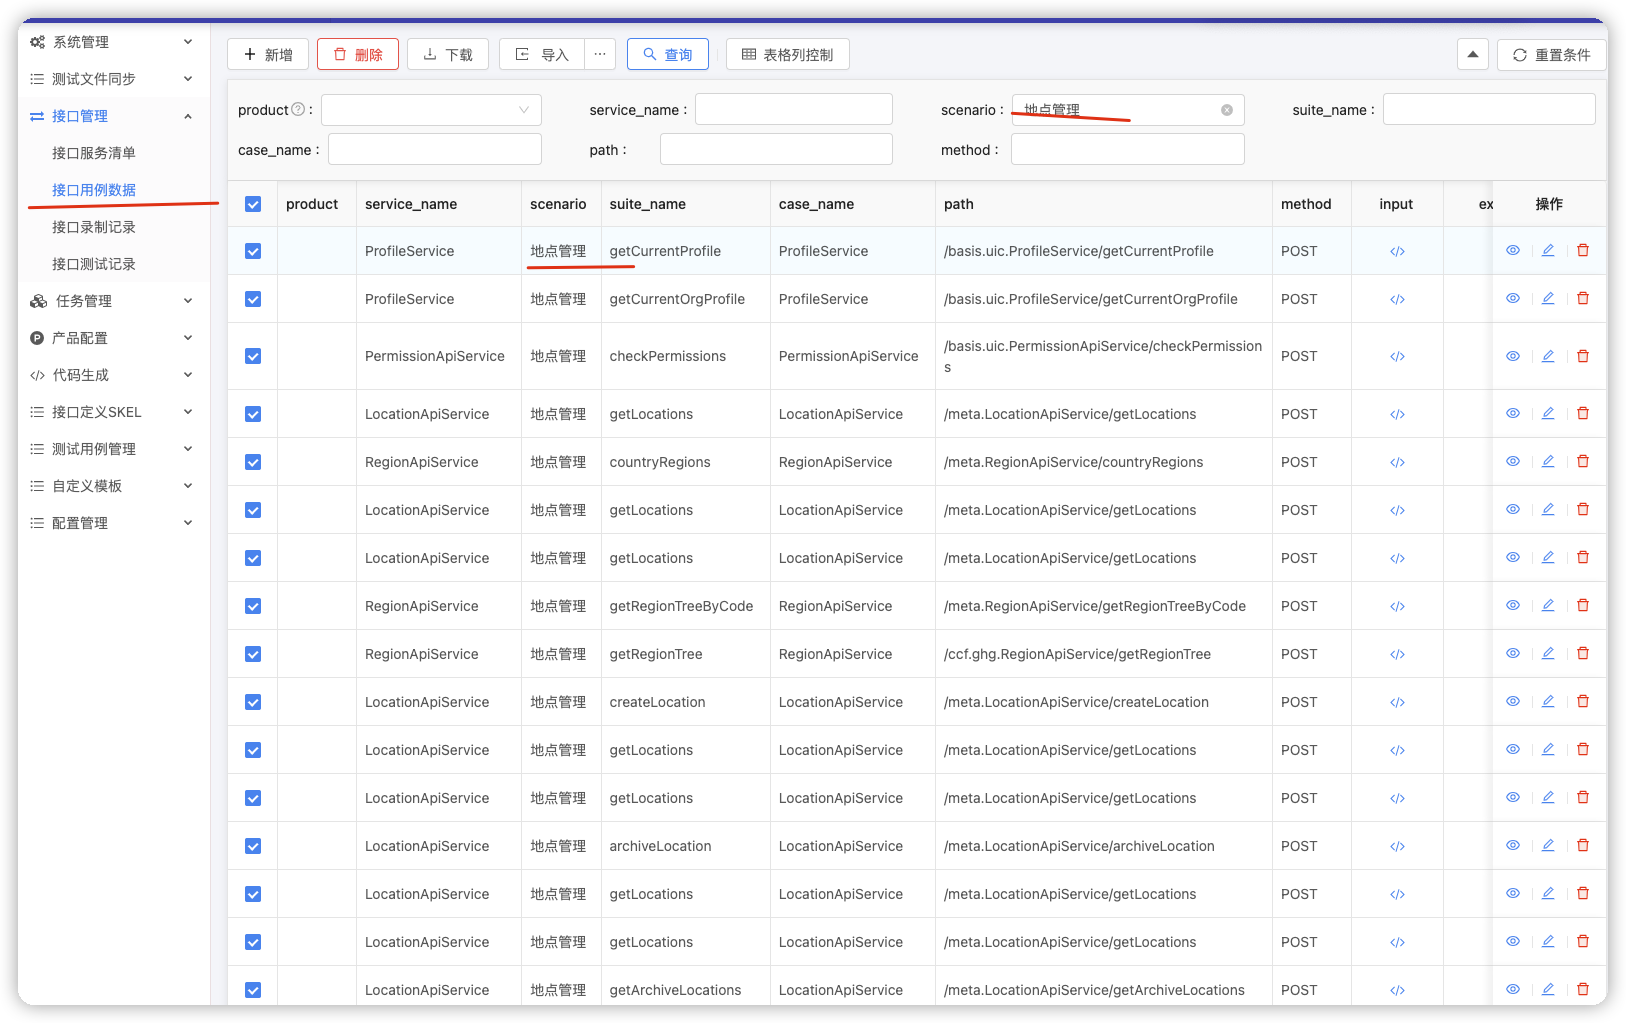 系统管理
测试文件同步
接口管理
接口服务清单
接口用例数据
接口录制记录
接口测试记录
任务管理
产品配置
代码生成
接口定义SKEL
测试用例管理
自定义模板
配置管理
新增 删除 下载 导入 ··· 查询 表格列控制 重置条件
product : service_name : scenario : 地点管理 suite_name :
case_name : path : method :
product service_name scenario suite_name case_name path method input ex 操作
ProfileService 地点管理 getCurrentProfile ProfileService /basis.uic.ProfileService/getCurrentProfile POST </>
ProfileService 地点管理 getCurrentOrgProfile ProfileService /basis.uic.ProfileService/getCurrentOrgProfile POST </>
PermissionApiService 地点管理 checkPermissions PermissionApiService /basis.uic.PermissionApiService/checkPermission POST </>
s
LocationApiService 地点管理 getLocations LocationApiService /meta.LocationApiService/getLocations POST </>
RegionApiService 地点管理 countryRegions RegionApiService /meta.RegionApiService/countryRegions POST </>
LocationApiService 地点管理 getLocations LocationApiService /meta.LocationApiService/getLocations POST </>
LocationApiService 地点管理 getLocations LocationApiService /meta.LocationApiService/getLocations POST </>
RegionApiService 地点管理 getRegionTreeByCode RegionApiService /meta.RegionApiService/getRegionTreeByCode POST </>
RegionApiService 地点管理 getRegionTree RegionApiService /ccf.ghg.RegionApiService/getRegionTree POST </>
LocationApiService 地点管理 createLocation LocationApiService /meta.LocationApiService/createLocation POST </>
LocationApiService 地点管理 getLocations LocationApiService /meta.LocationApiService/getLocations POST </>
LocationApiService 地点管理 getLocations LocationApiService /meta.LocationApiService/getLocations POST </>
LocationApiService 地点管理 archiveLocation LocationApiService /meta.LocationApiService/archiveLocation POST </>
LocationApiService 地点管理 getLocations LocationApiService /meta.LocationApiService/getLocations POST </>
LocationApiService 地点管理 getLocations LocationApiService /meta.LocationApiService/getLocations POST </>
LocationApiService 地点管理 getArchiveLocations LocationApiService /meta.LocationApiService/getArchiveLocations POST </>